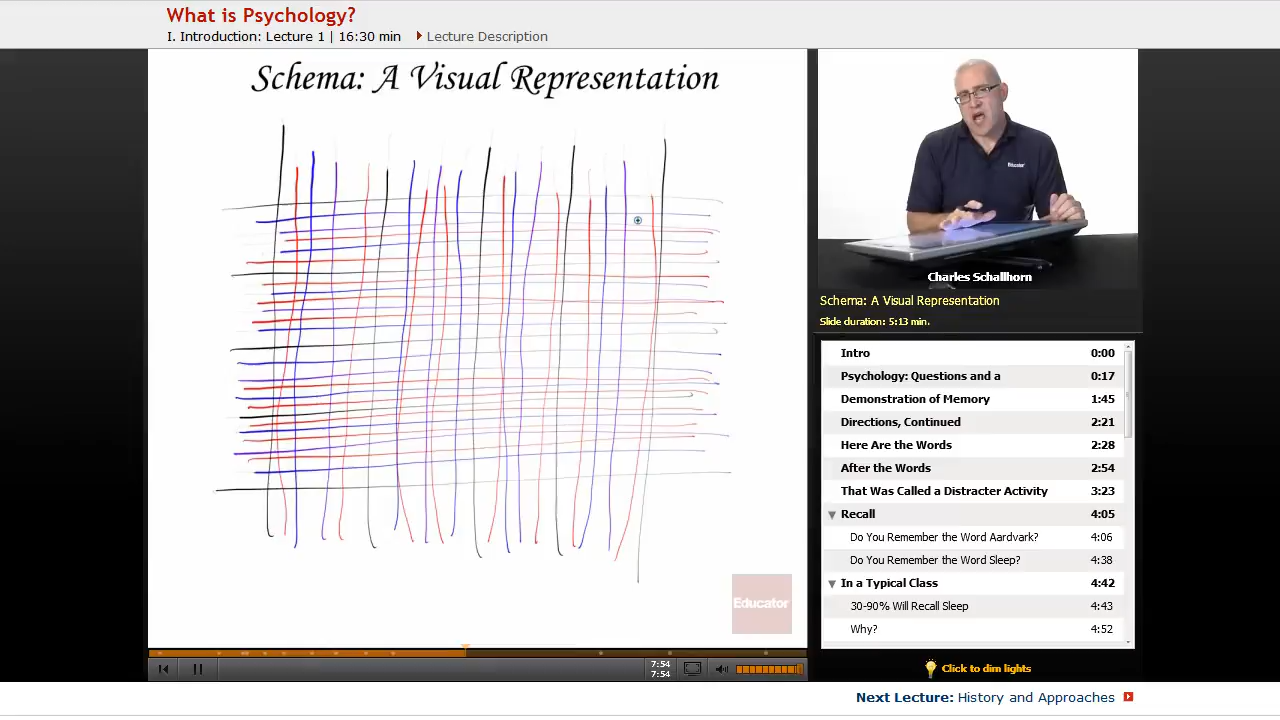 What is Psychology?
I. Introduction: Lecture 1 | 16:30 min Lecture Description
Schema: A Visual Representation
Educator
Charles Schallhorn
Schema: A Visual Representation
Slide duration: 5:13 min.
Intro 0:00
Psychology: Questions and a 0:17
Demonstration of Memory 1:45
Directions, Continued 2:21
Here Are the Words 2:28
After the Words 2:54
That Was Called a Distracter Activity 3:23
Recall 4:05
Do You Remember the Word Aardvark? 4:06
Do You Remember the Word Sleep? 4:38
In a Typical Class 4:42
30-90% Will Recall Sleep 4:43
Why? 4:52
Educator
7:54
7:54
Click to dim lights
Next Lecture: History and Approaches